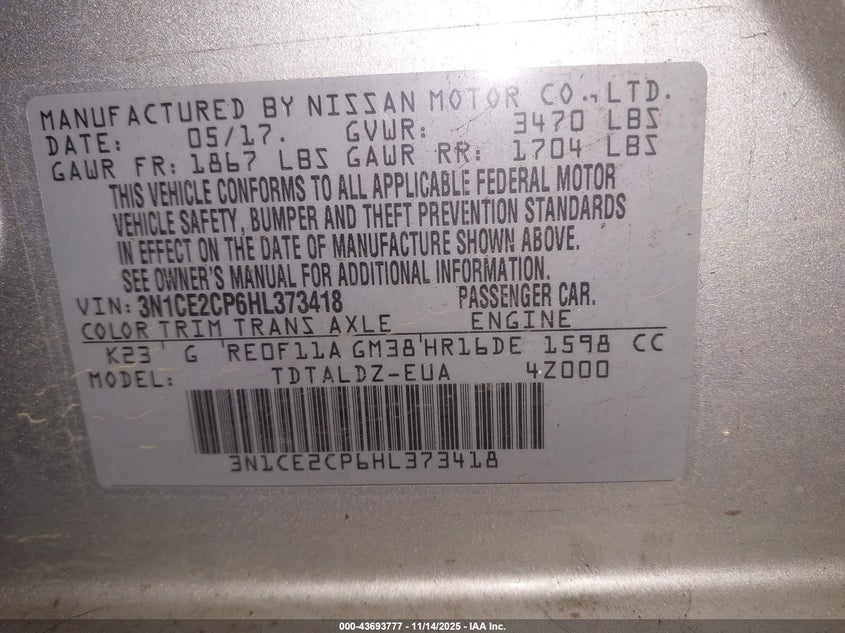 MANUFACTURED BY NISSAN MOTOR CO.,LTD.
DATE: 05/17. GVWR: 3470 LBS
GAWR FR: 1867 LBS GAWR RR: 1704 LBS
THIS VEHICLE CONFORMS TO ALL APPLICABLE FEDERAL MOTOR
VEHICLE SAFETY, BUMPER AND THEFT PREVENTION STANDARDS
IN EFFECT ON THE DATE OF MANUFACTURE SHOWN ABOVE.
SEE OWNER'S MANUAL FOR ADDITIONAL INFORMATION.
VIN: 3N1CE2CP6HL373418 PASSENGER CAR.
COLOR TRIM TRANS AXLE ENGINE
K23 G RE0F11A GM38 HR16DE 1598 CC
MODEL: TDTALDZ-EUA 4Z000
3N1CE2CP6HL373418
000-43693777 - 11/14/2025 - IAA Inc.